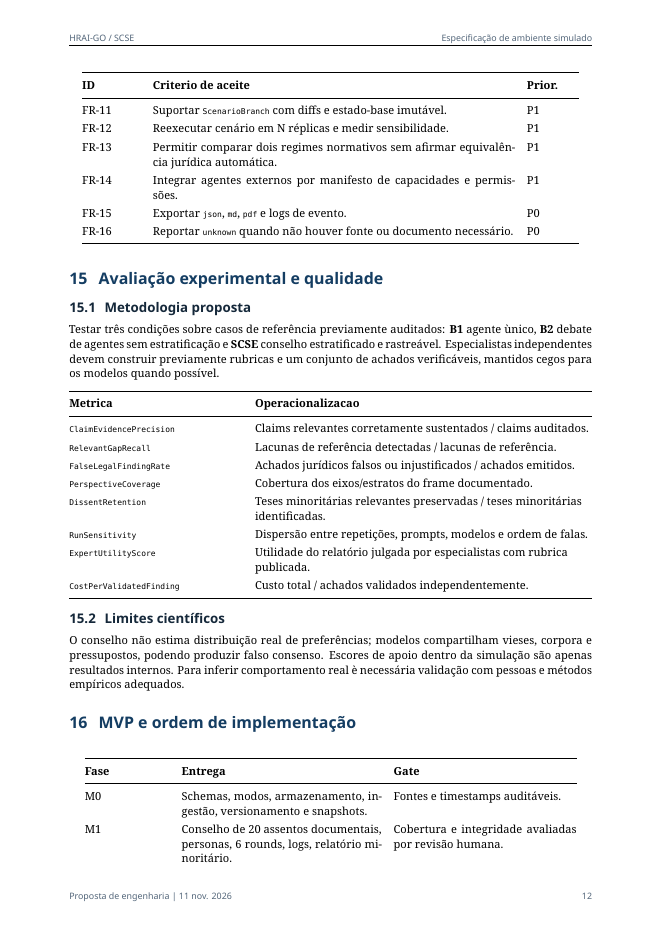 HRAI-GO / SCSE
Especificação de ambiente simulado
ID Criterio de aceite Prior.
FR-11 Suportar ScenarioBranch com diffs e estado-base imutável. P1
FR-12 Reexecutar cenário em N réplicas e medir sensibilidade. P1
FR-13 Permitir comparar dois regimes normativos sem afirmar equivalên- P1
cia jurídica automática.
FR-14 Integrar agentes externos por manifesto de capacidades e permis- P1
sões.
FR-15 Exportar json, md, pdf e logs de evento. P0
FR-16 Reportar unknown quando não houver fonte ou documento necessário. P0
15 Avaliação experimental e qualidade
15.1 Metodologia proposta
Testar três condições sobre casos de referência previamente auditados: B1 agente ùnico, B2 debate
de agentes sem estratificação e SCSE conselho estratificado e rastreável. Especialistas independentes
devem construir previamente rubricas e um conjunto de achados verificáveis, mantidos cegos para
os modelos quando possível.
Metrica Operacionalizacao
ClaimEvidencePrecision Claims relevantes corretamente sustentados / claims auditados.
RelevantGapRecall Lacunas de referência detectadas / lacunas de referência.
FalseLegalFindingRate Achados jurídicos falsos ou injustificados / achados emitidos.
PerspectiveCoverage Cobertura dos eixos/estratos do frame documentado.
DissentRetention Teses minoritárias relevantes preservadas / teses minoritárias
identificadas.
RunSensitivity Dispersão entre repetições, prompts, modelos e ordem de falas.
ExpertUtilityScore Utilidade do relatório julgada por especialistas com rubrica
publicada.
CostPerValidatedFinding Custo total / achados validados independentemente.
15.2 Limites científicos
O conselho não estima distribuição real de preferências; modelos compartilham vieses, corpora e
pressupostos, podendo produzir falso consenso. Escores de apoio dentro da simulação são apenas
resultados internos. Para inferir comportamento real è necessária validação com pessoas e métodos
empíricos adequados.
16 MVP e ordem de implementação
Fase Entrega Gate
M0 Schemas, modos, armazenamento, in- Fontes e timestamps auditáveis.
gestão, versionamento e snapshots.
M1 Conselho de 20 assentos documentais, Cobertura e integridade avaliadas
personas, 6 rounds, logs, relatório mi- por revisão humana.
noritário.
Proposta de engenharia | 11 nov. 2026
12